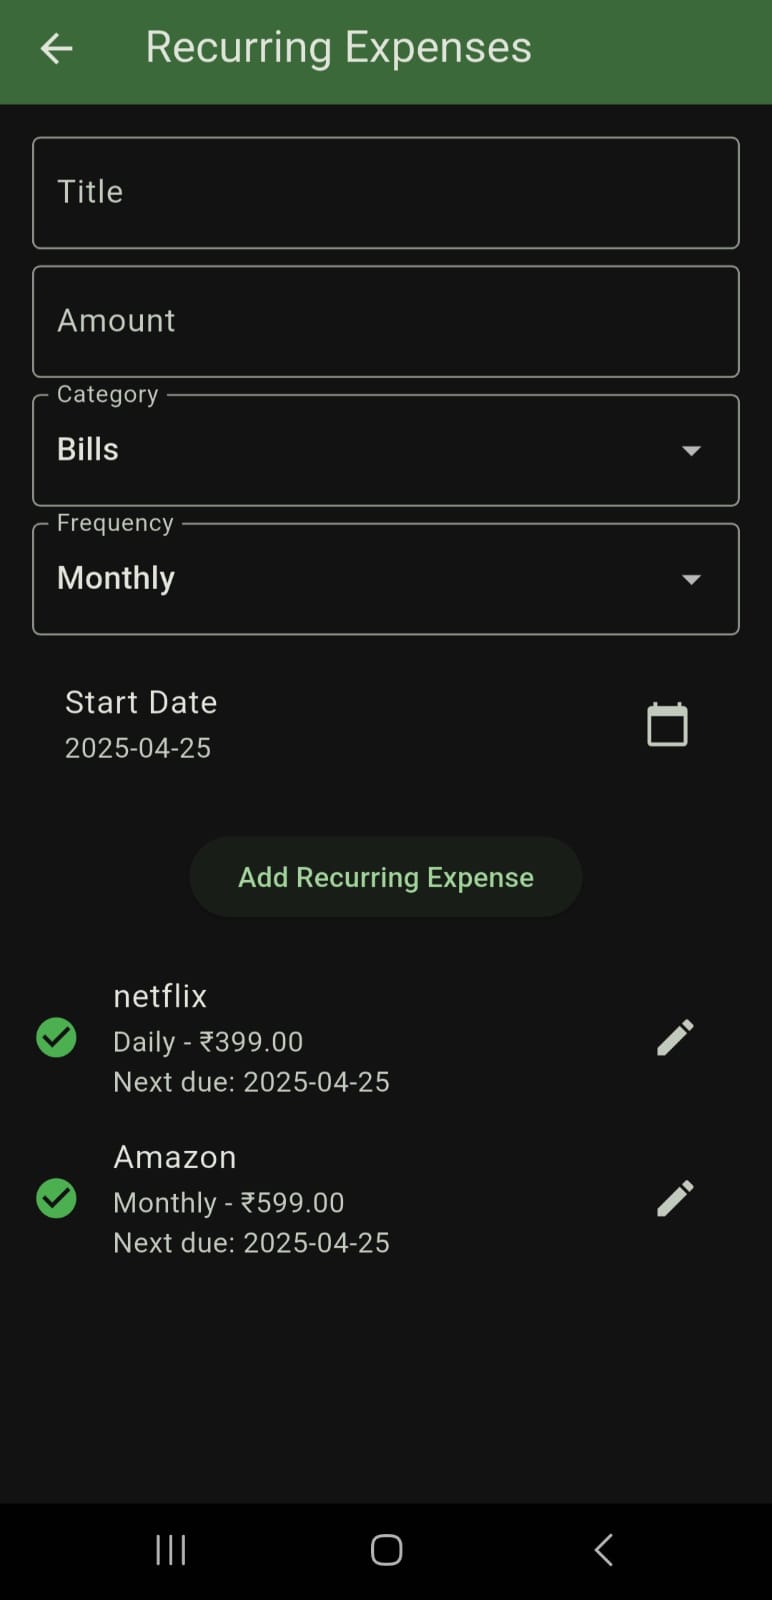 Recurring Expenses
Title
Amount
Category
Bills
Frequency
Monthly
Start Date
2025-04-25
Add Recurring Expense
netflix
Daily - ₹399.00
Next due: 2025-04-25
Amazon
Monthly - ₹599.00
Next due: 2025-04-25